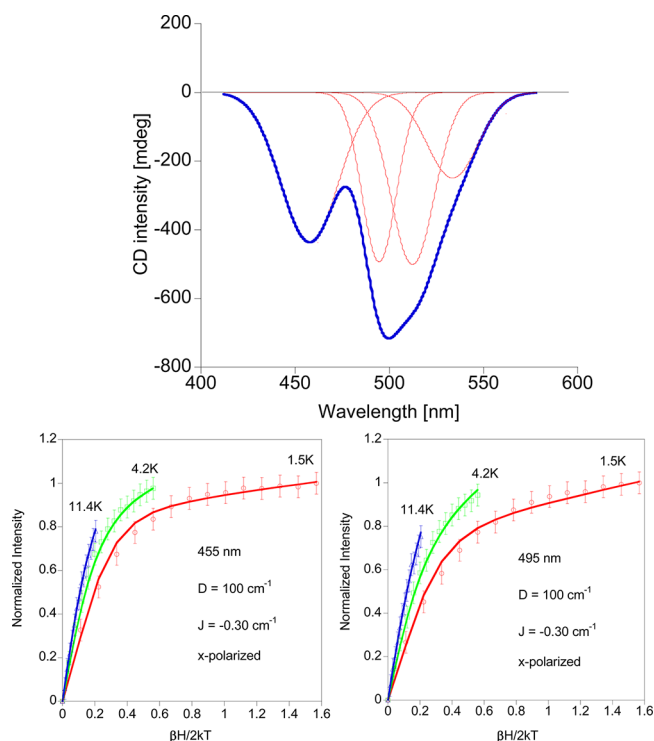 200
0
-200
-400
-600
-800
CD intensity [mdeg]
400
450
500
550
600
Wavelength [nm]
1.2
1
0.8
0.6
0.4
0.2
0
Normalized Intensity
11.4K
4.2K
1.5K
455 nm
D = 100 cm⁻¹
J = -0.30 cm⁻¹
x-polarized
0
0.2
0.4
0.6
0.8
1
1.2
1.4
1.6
βH/2kT
1.2
1
0.8
0.6
0.4
0.2
0
Normalized Intensity
11.4K
4.2K
1.5K
495 nm
D = 100 cm⁻¹
J = -0.30 cm⁻¹
x-polarized
0
0.2
0.4
0.6
0.8
1
1.2
1.4
1.6
βH/2kT